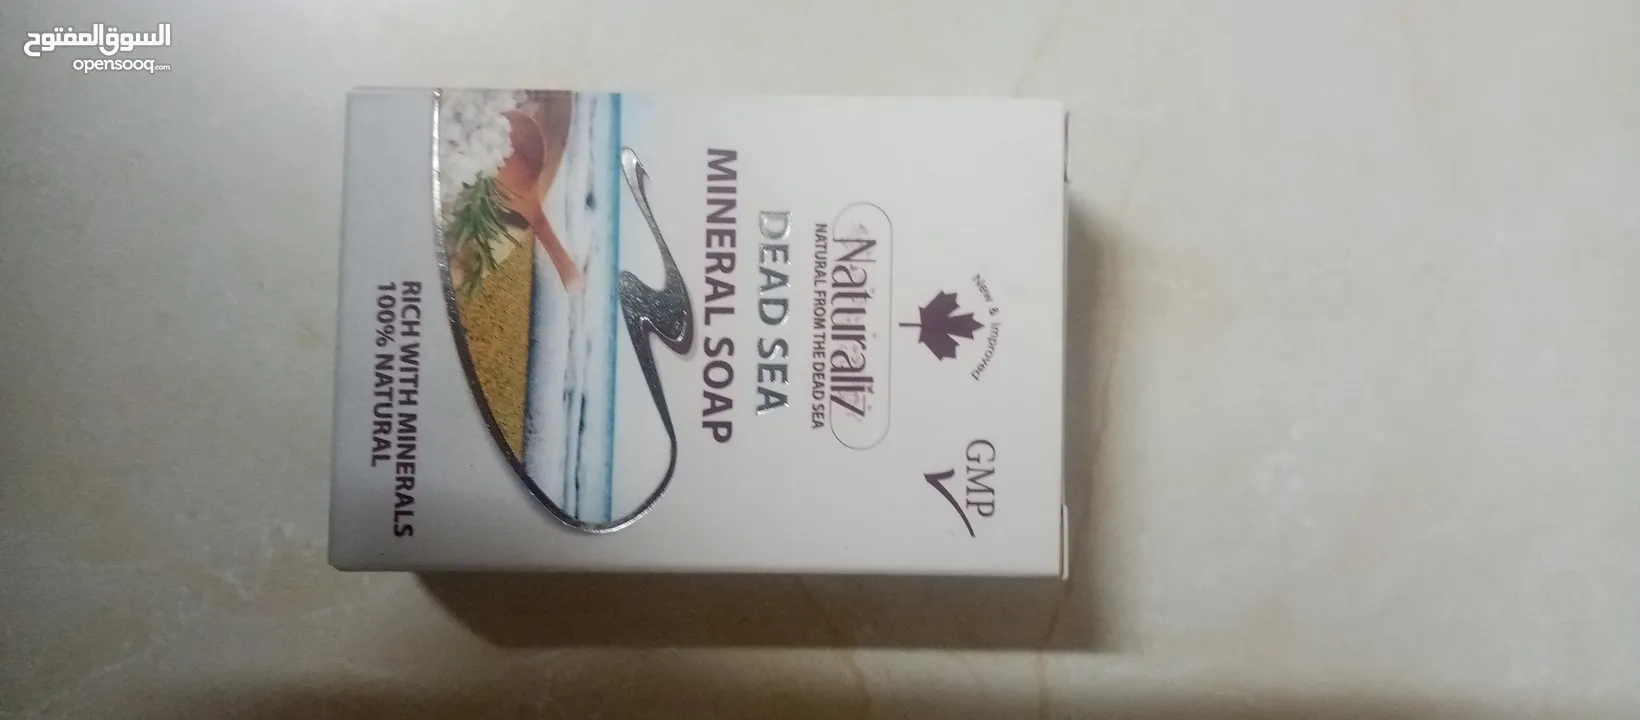 السوق المفتوح
opensooq.com
New & Improved
GMP
Naturaliz
NATURAL FROM THE DEAD SEA
DEAD SEA
MINERAL SOAP
RICH WITH MINERALS
100% NATURAL